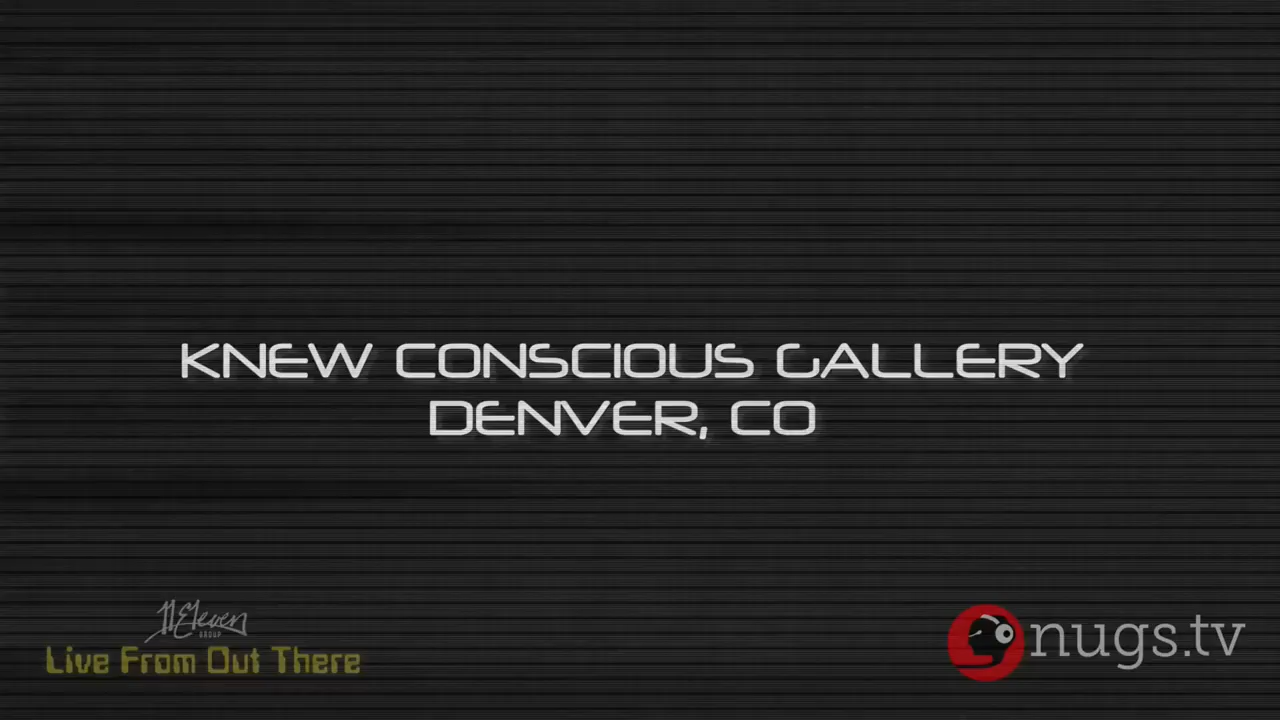 KNEW CONSCIOUS GALLERY
DENVER, CO
11Eleven
GROUP
Live From Out There
nugs.tv